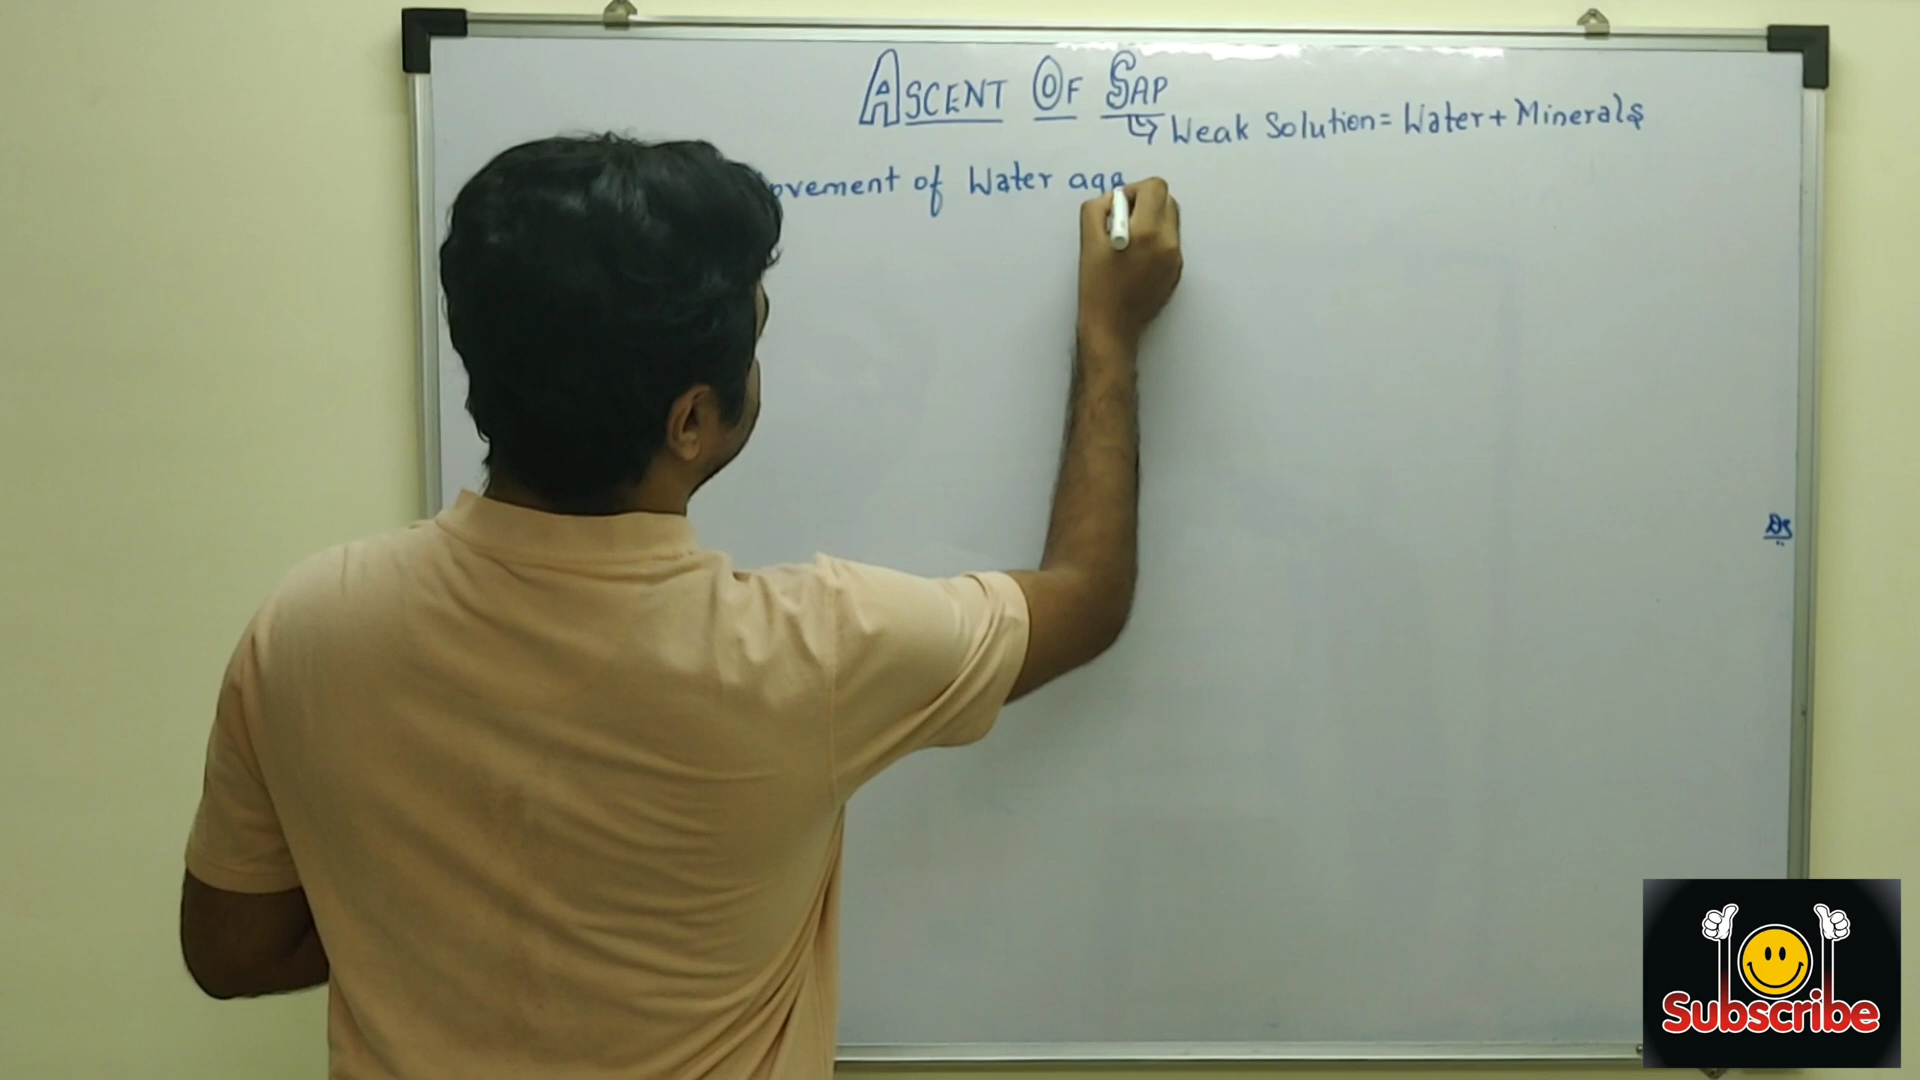 ASCENT OF SAP
↳ Weak Solution = Water + Minerals
ovement of Water aga
Subscribe